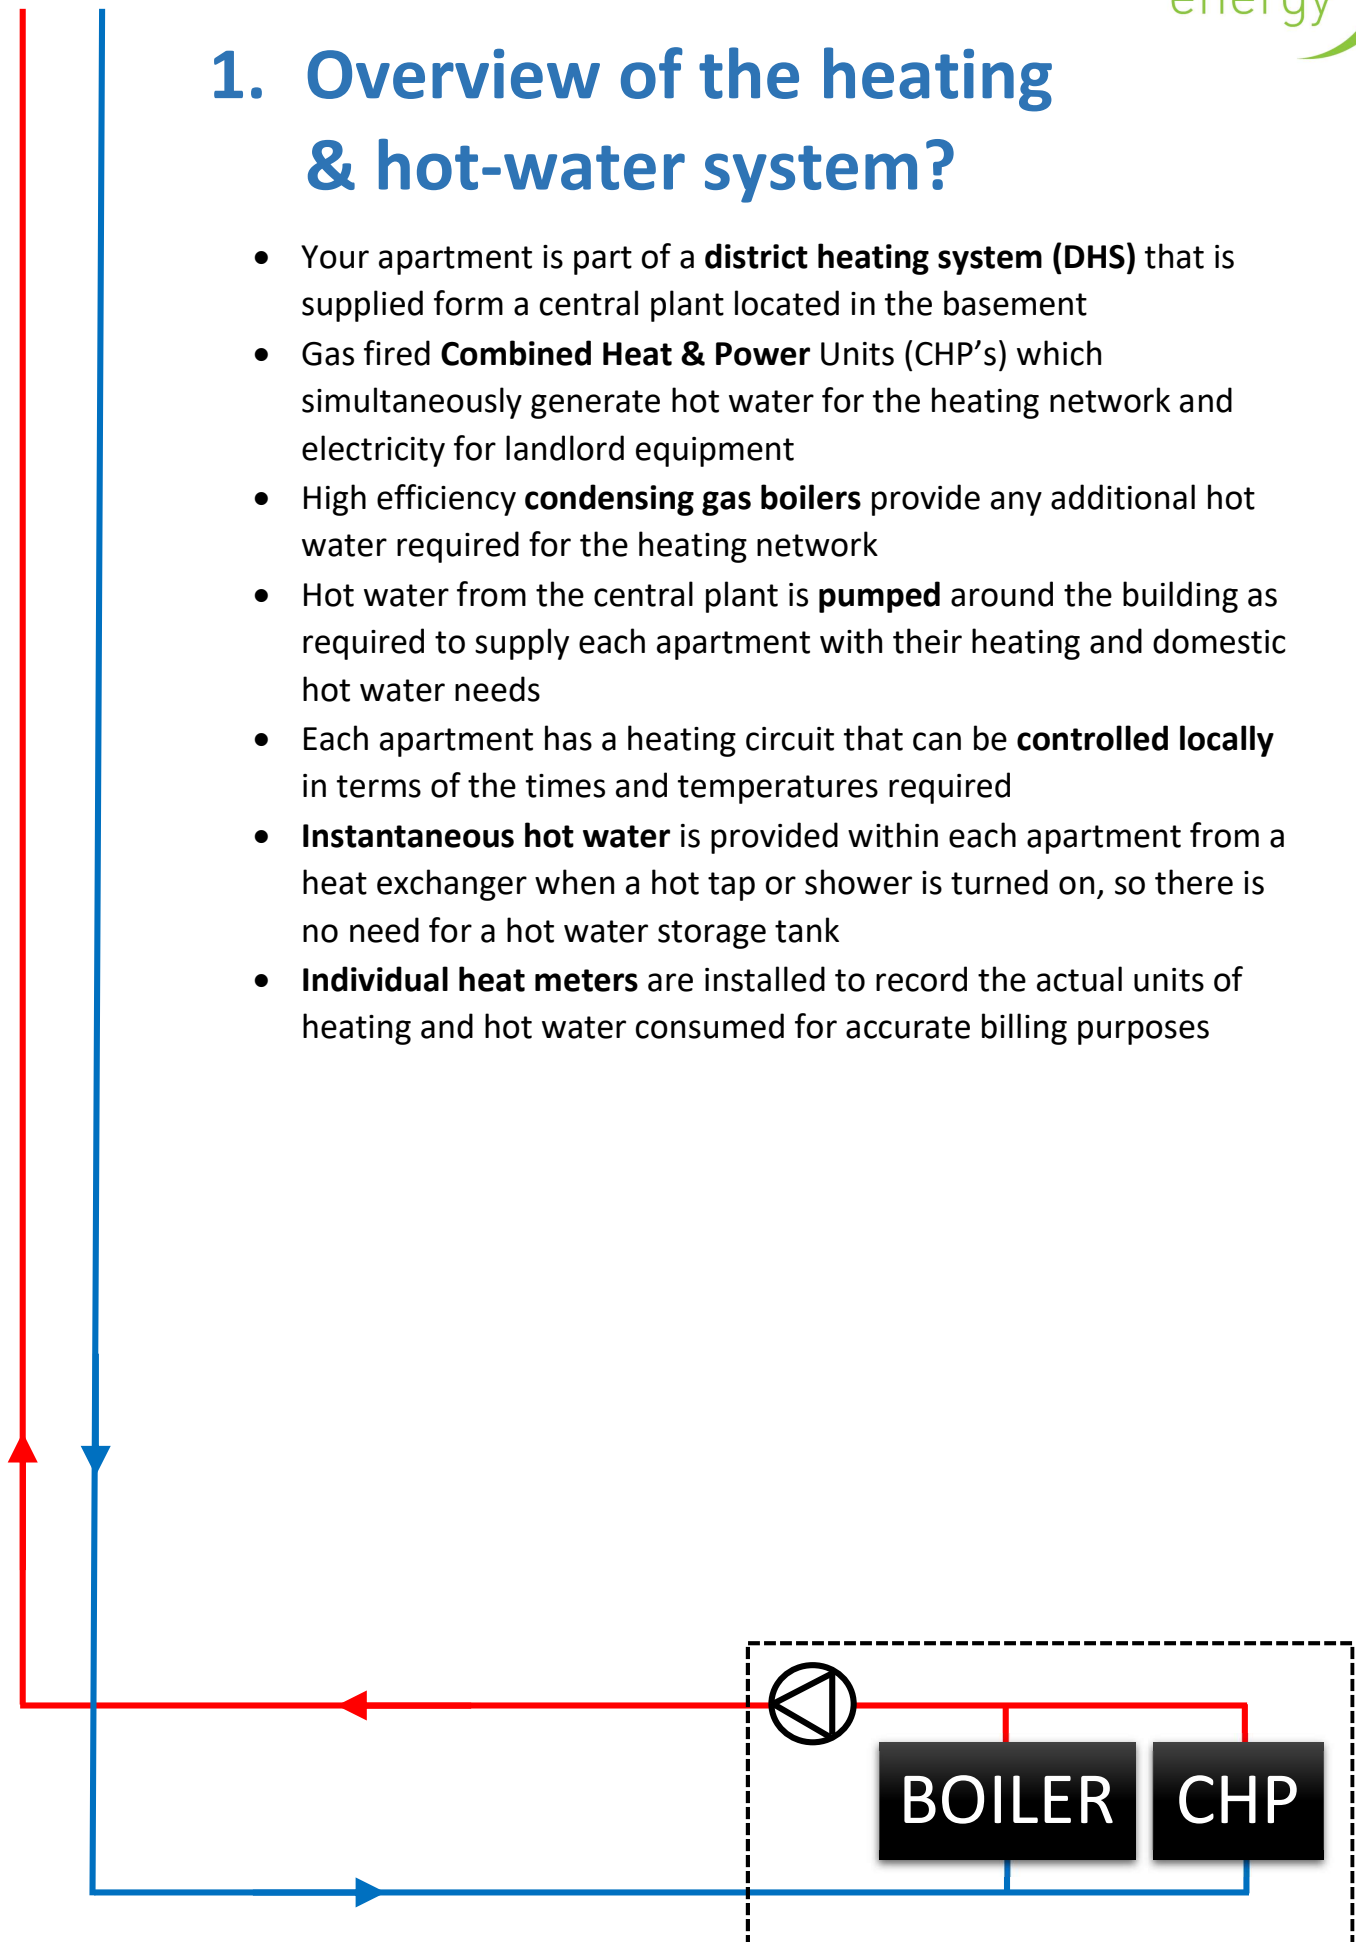 energy
1. Overview of the heating
& hot-water system?
• Your apartment is part of a district heating system (DHS) that is
supplied form a central plant located in the basement
• Gas fired Combined Heat & Power Units (CHP’s) which
simultaneously generate hot water for the heating network and
electricity for landlord equipment
• High efficiency condensing gas boilers provide any additional hot
water required for the heating network
• Hot water from the central plant is pumped around the building as
required to supply each apartment with their heating and domestic
hot water needs
• Each apartment has a heating circuit that can be controlled locally
in terms of the times and temperatures required
• Instantaneous hot water is provided within each apartment from a
heat exchanger when a hot tap or shower is turned on, so there is
no need for a hot water storage tank
• Individual heat meters are installed to record the actual units of
heating and hot water consumed for accurate billing purposes
BOILER CHP